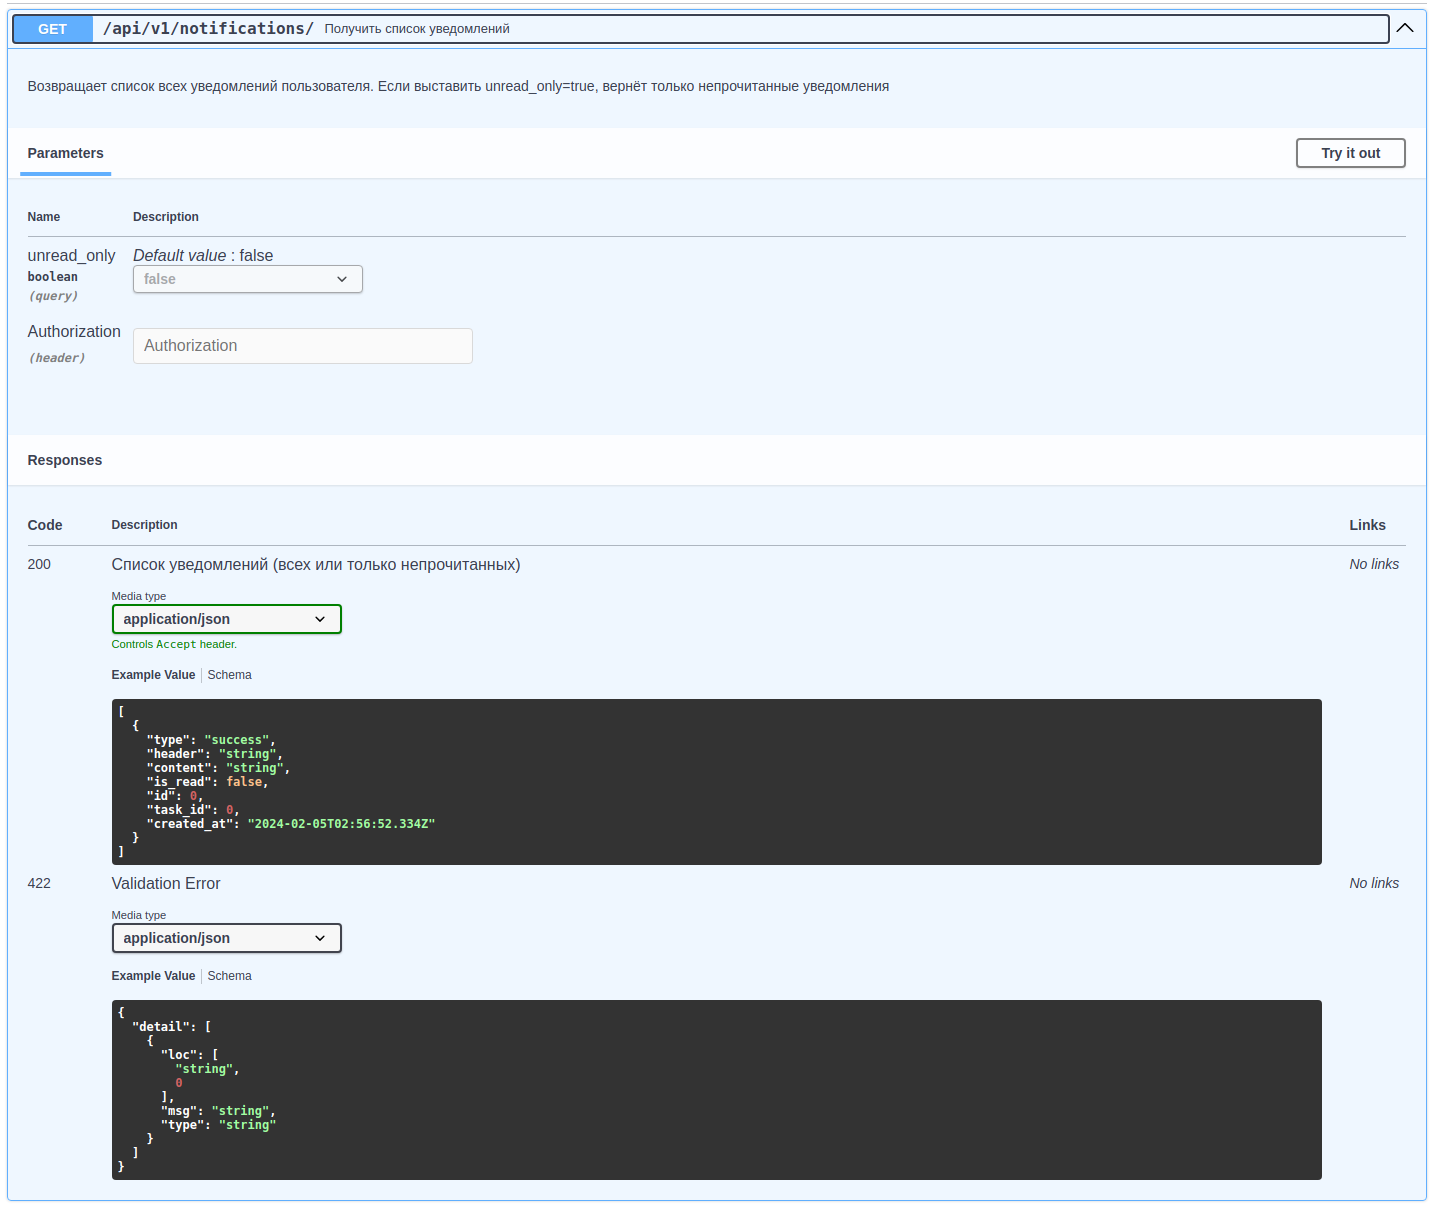 GET /api/v1/notifications/ Получить список уведомлений
Возвращает список всех уведомлений пользователя. Если выставить unread_only=true, вернёт только непрочитанные уведомления
Parameters
Try it out
Name Description
unread_only Default value : false
boolean false
(query)
Authorization Authorization
(header)
Responses
Code Description Links
200 Список уведомлений (всех или только непрочитанных) No links
Media type
application/json
Controls Accept header.
Example Value Schema
[
  {
    "type": "success",
    "header": "string",
    "content": "string",
    "is_read": false,
    "id": 0,
    "task_id": 0,
    "created_at": "2024-02-05T02:56:52.334Z"
  }
]
422 Validation Error No links
Media type
application/json
Example Value Schema
{
  "detail": [
    {
      "loc": [
        "string",
        0
      ],
      "msg": "string",
      "type": "string"
    }
  ]
}